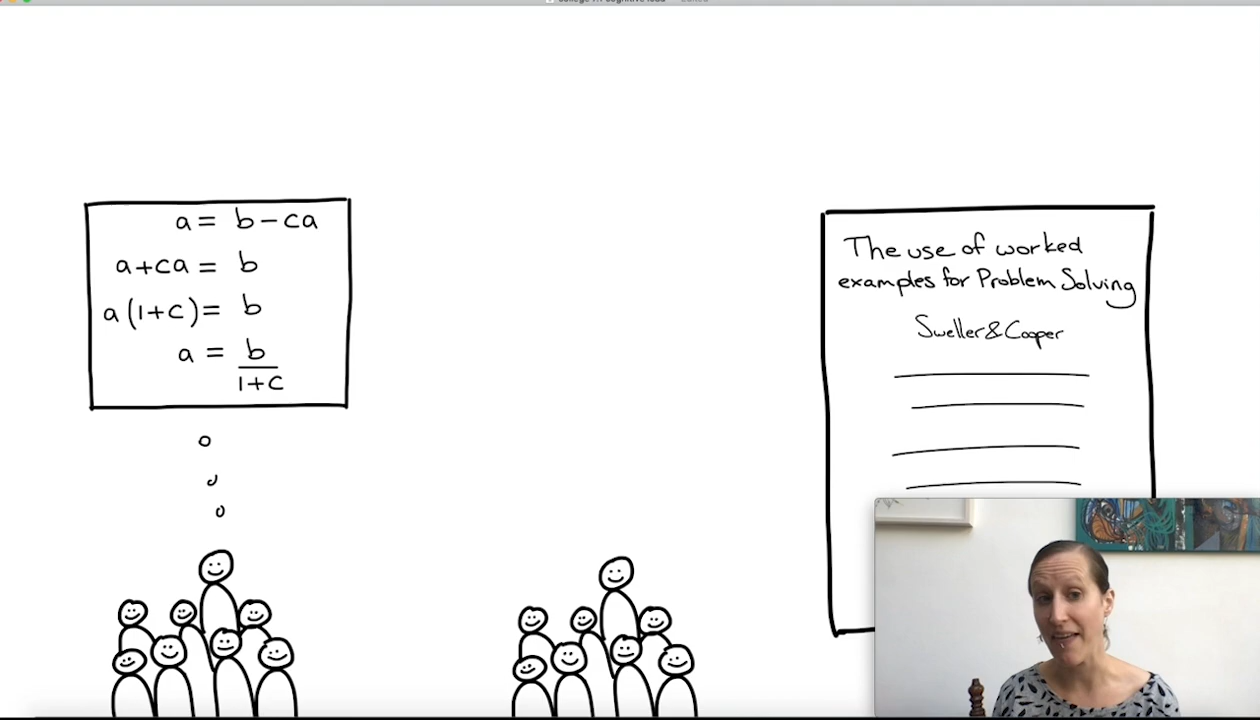 a = b - ca
a + ca = b
a (1+c) = b
a = b
1+c
The use of worked
examples for Problem Solving
Sweller & Cooper